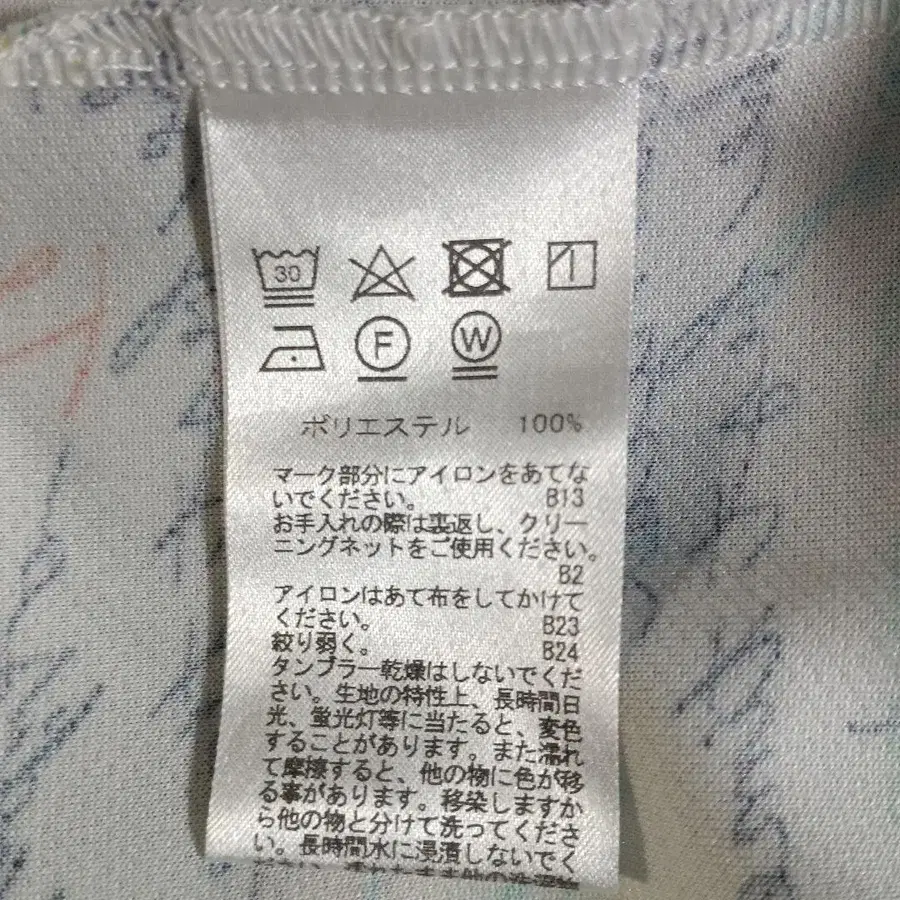 30
F
W
ポリエステル 100%
マーク部分にアイロンをあてな
いでください。 B13
お手入れの際は裏返し、クリー
ニングネットをご使用ください。
B2
アイロンはあて布をしてかけて
ください。 B23
絞り弱く。 B24
タンブラー乾燥はしないでくだ
さい。生地の特性上、長時間日
光、蛍光灯等に当たると、変色
することがあります。また濡れ
て摩擦すると、他の物に色が移
る事があります。移染しますか
ら他の物と分けて洗ってくださ
い。長時間水に浸漬しないでく